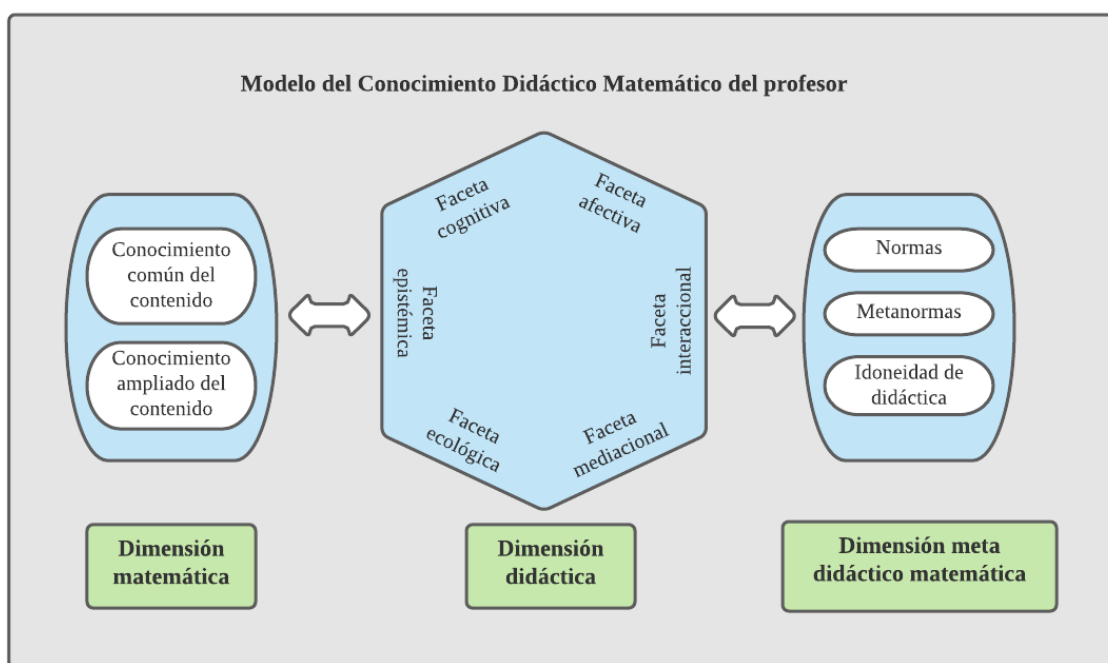 Modelo del Conocimiento Didáctico Matemático del profesor
Conocimiento
común del
contenido
Conocimiento
ampliado del
contenido
Faceta
cognitiva
Faceta
afectiva
Faceta
epistémica
Faceta
interaccional
Faceta
ecológica
Faceta
mediacional
Normas
Metanormas
Idoneidad de
didáctica
Dimensión
matemática
Dimensión
didáctica
Dimensión meta
didáctico matemática